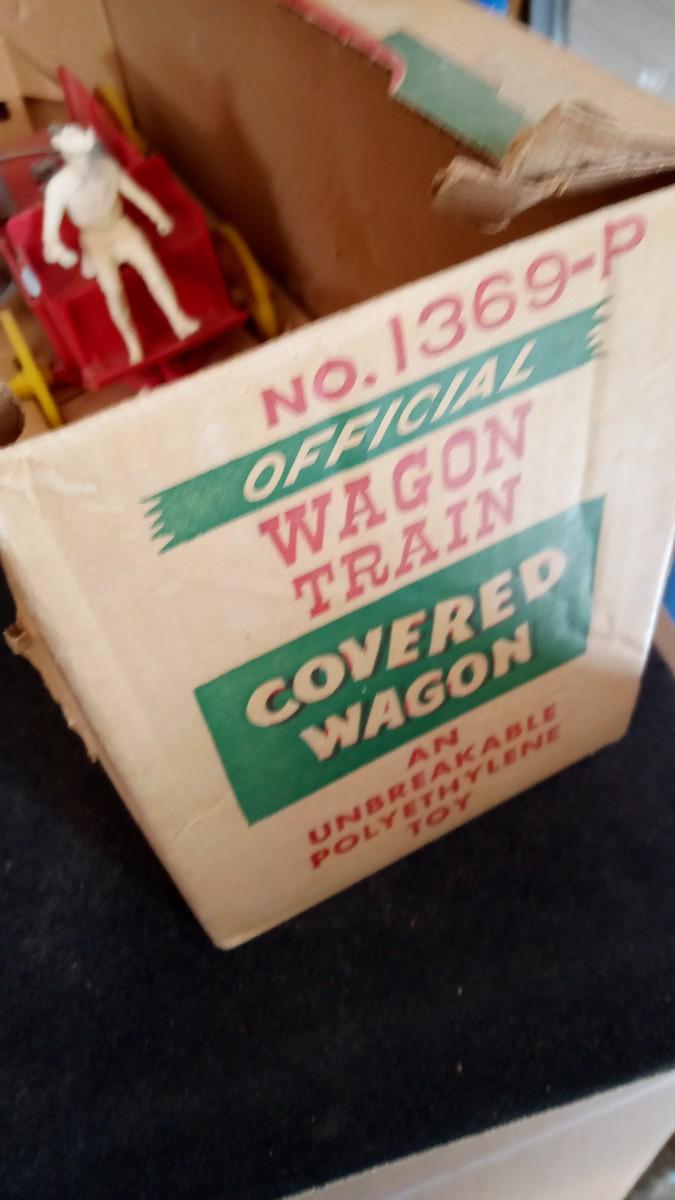 NO. 1369-P
OFFICIAL
WAGON
TRAIN
COVERED
WAGON
AN
UNBREAKABLE
POLYETHYLENE
TOY